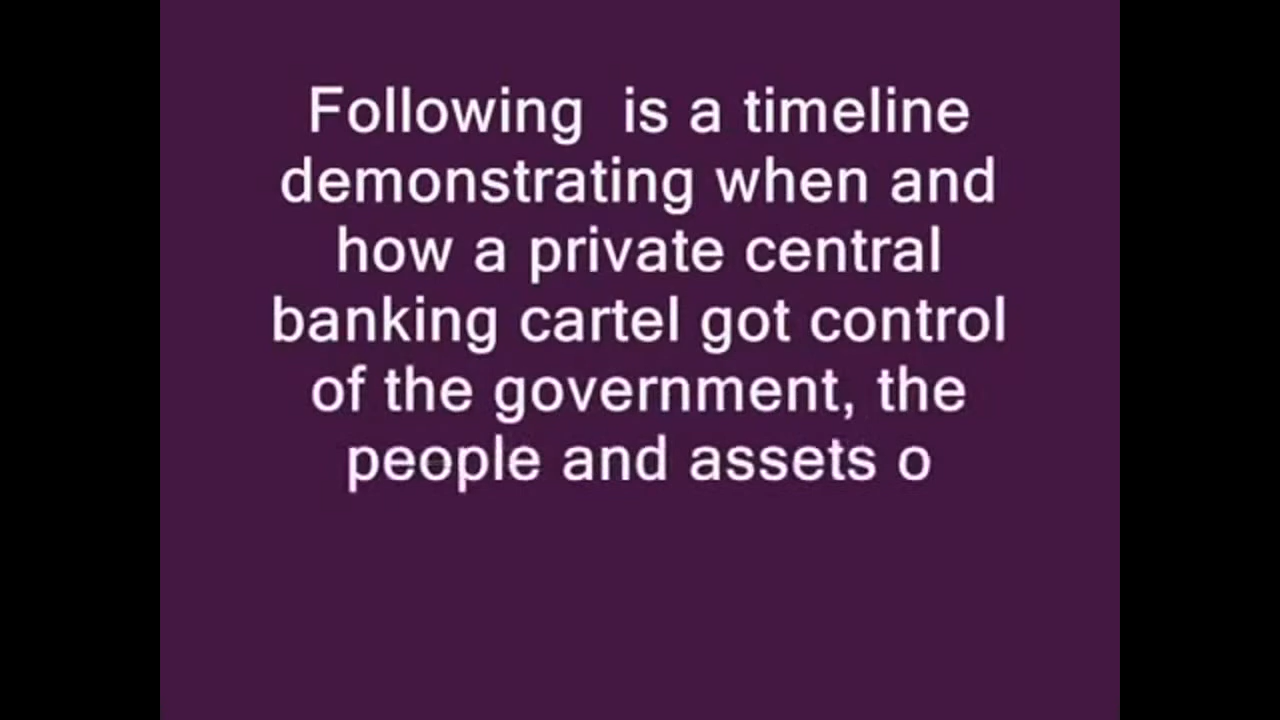 Following  is a timeline
demonstrating when and
how a private central
banking cartel got control
of the government, the
people and assets o